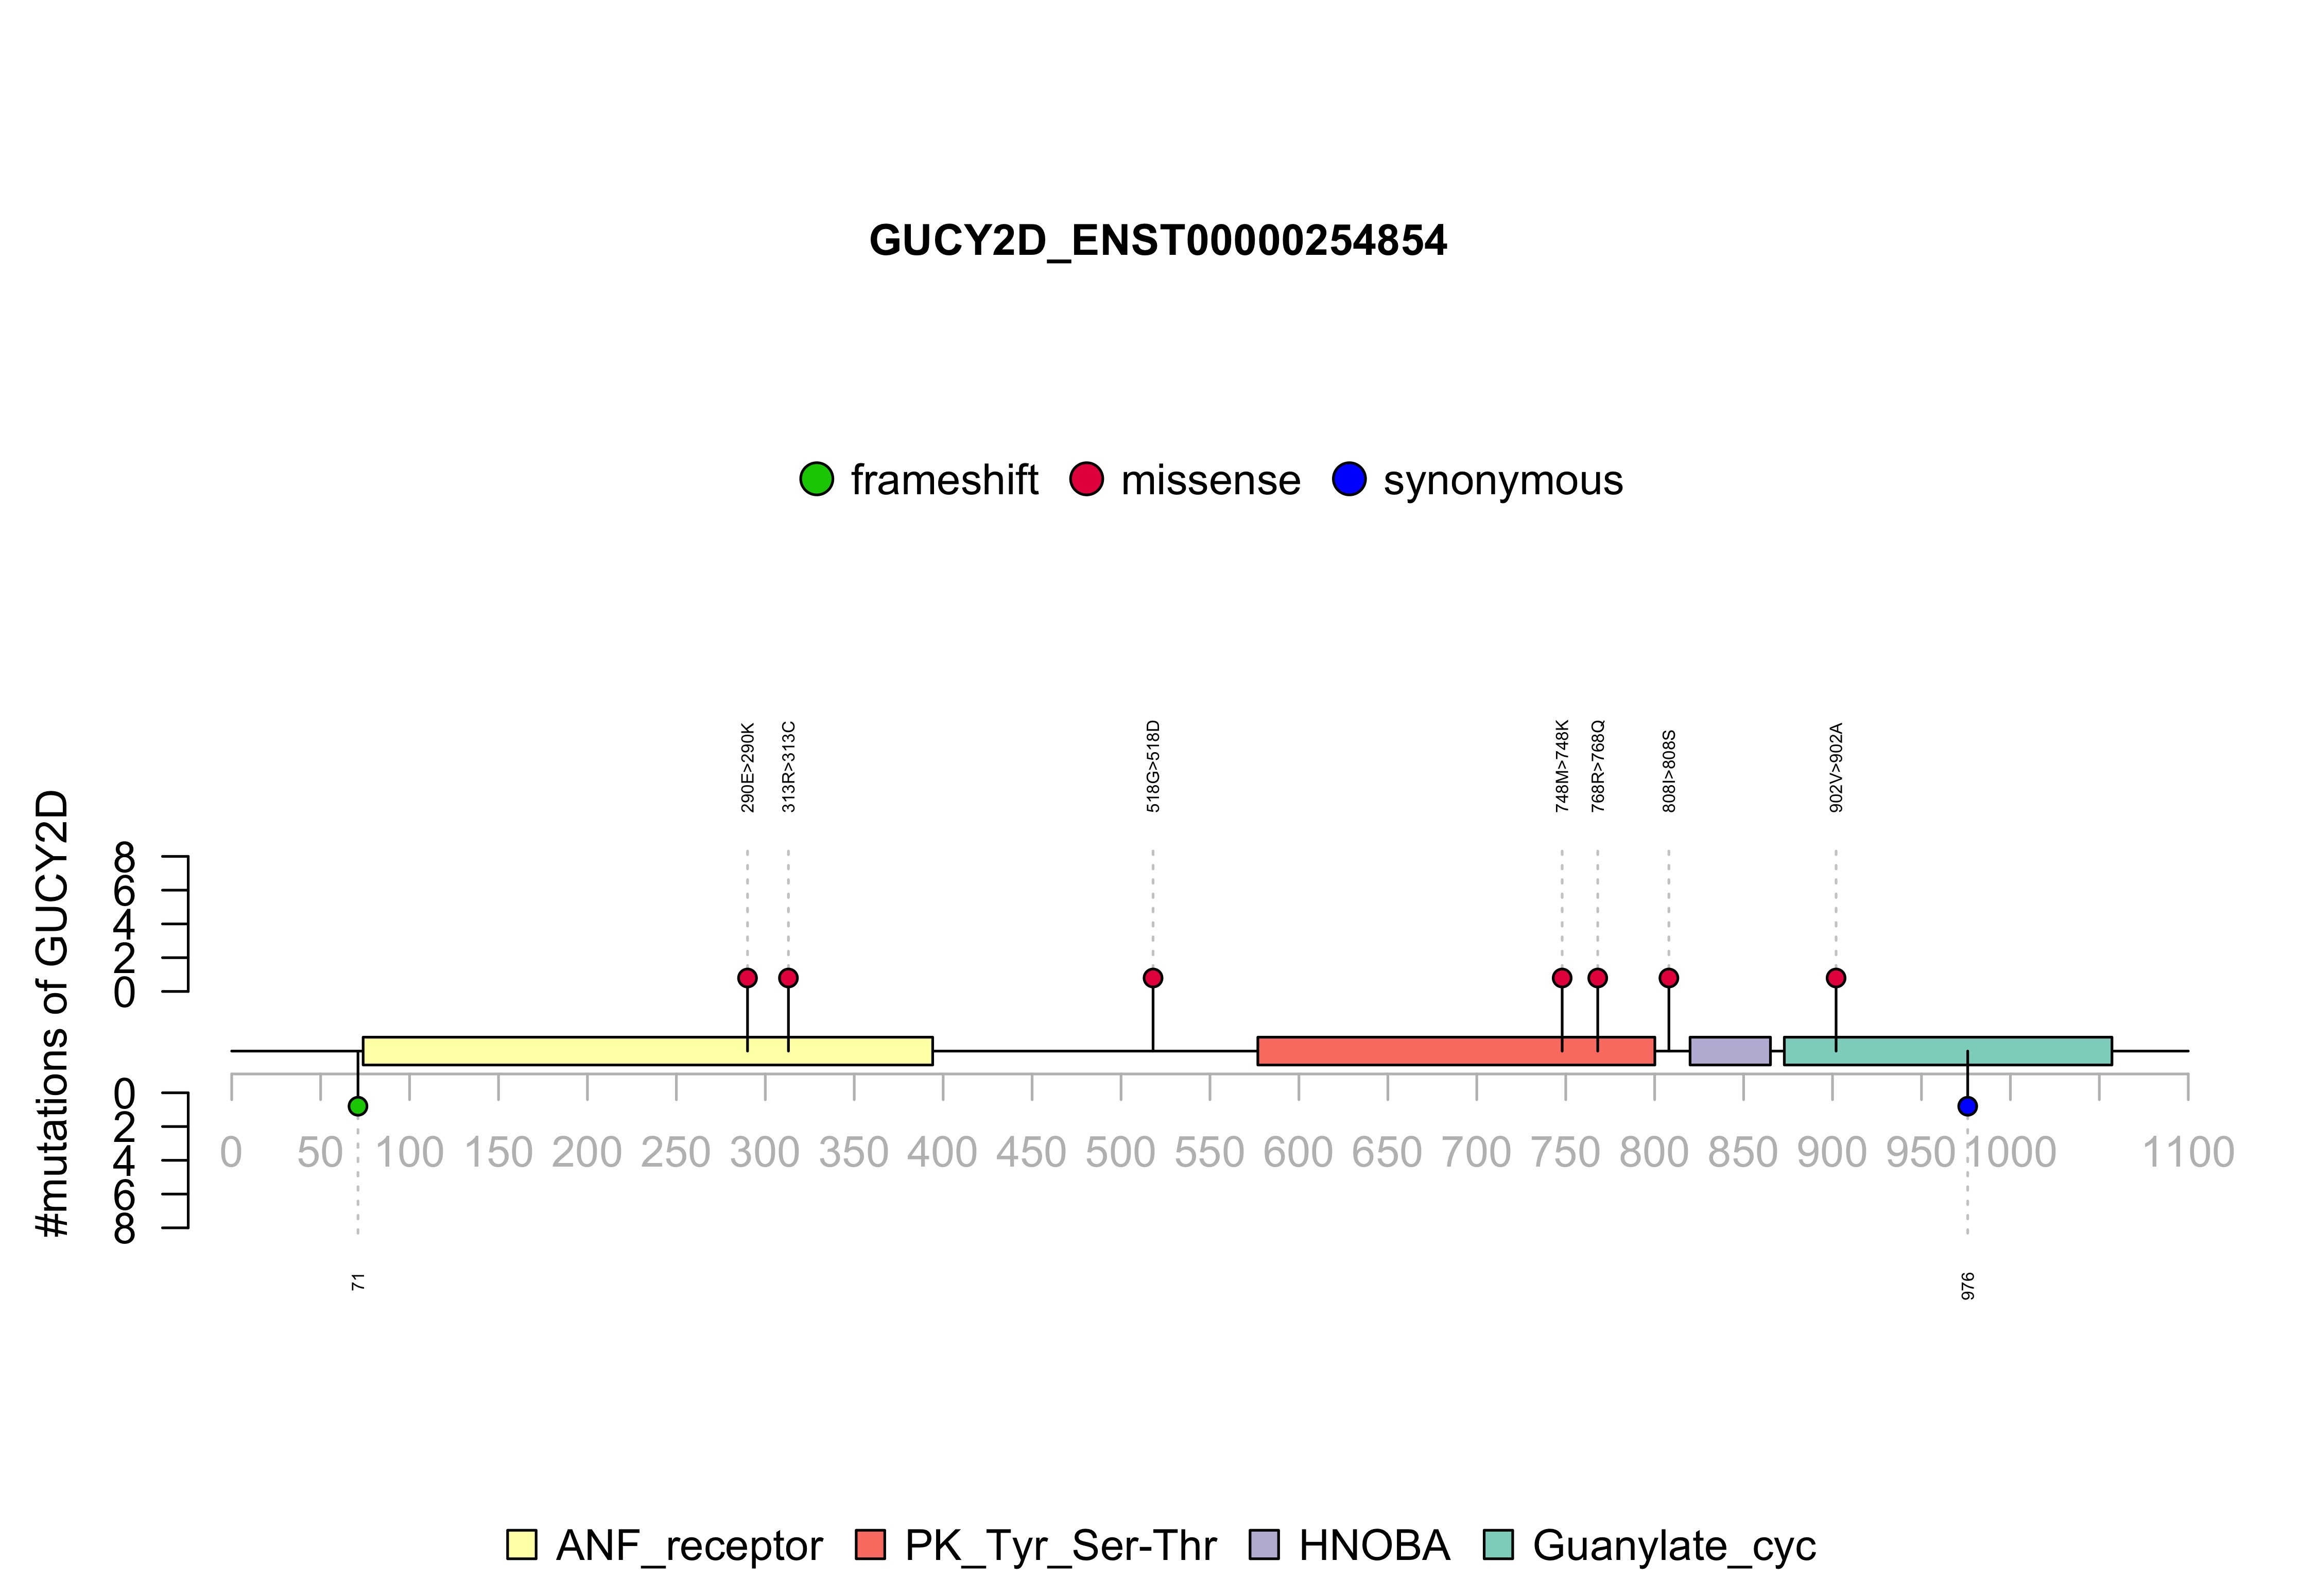 GUCY2D_ENST00000254854
frameshift missense synonymous
290E>290K
313R>313C
518G>518D
748M>748K
768R>768Q
808I>808S
902V>902A
#mutations of GUCY2D
8
6
4
2
0
0
2
4
6
8
0 50 100 150 200 250 300 350 400 450 500 550 600 650 700 750 800 850 900 950 1000 1100
71
976
ANF_receptor PK_Tyr_Ser-Thr HNOBA Guanylate_cyc